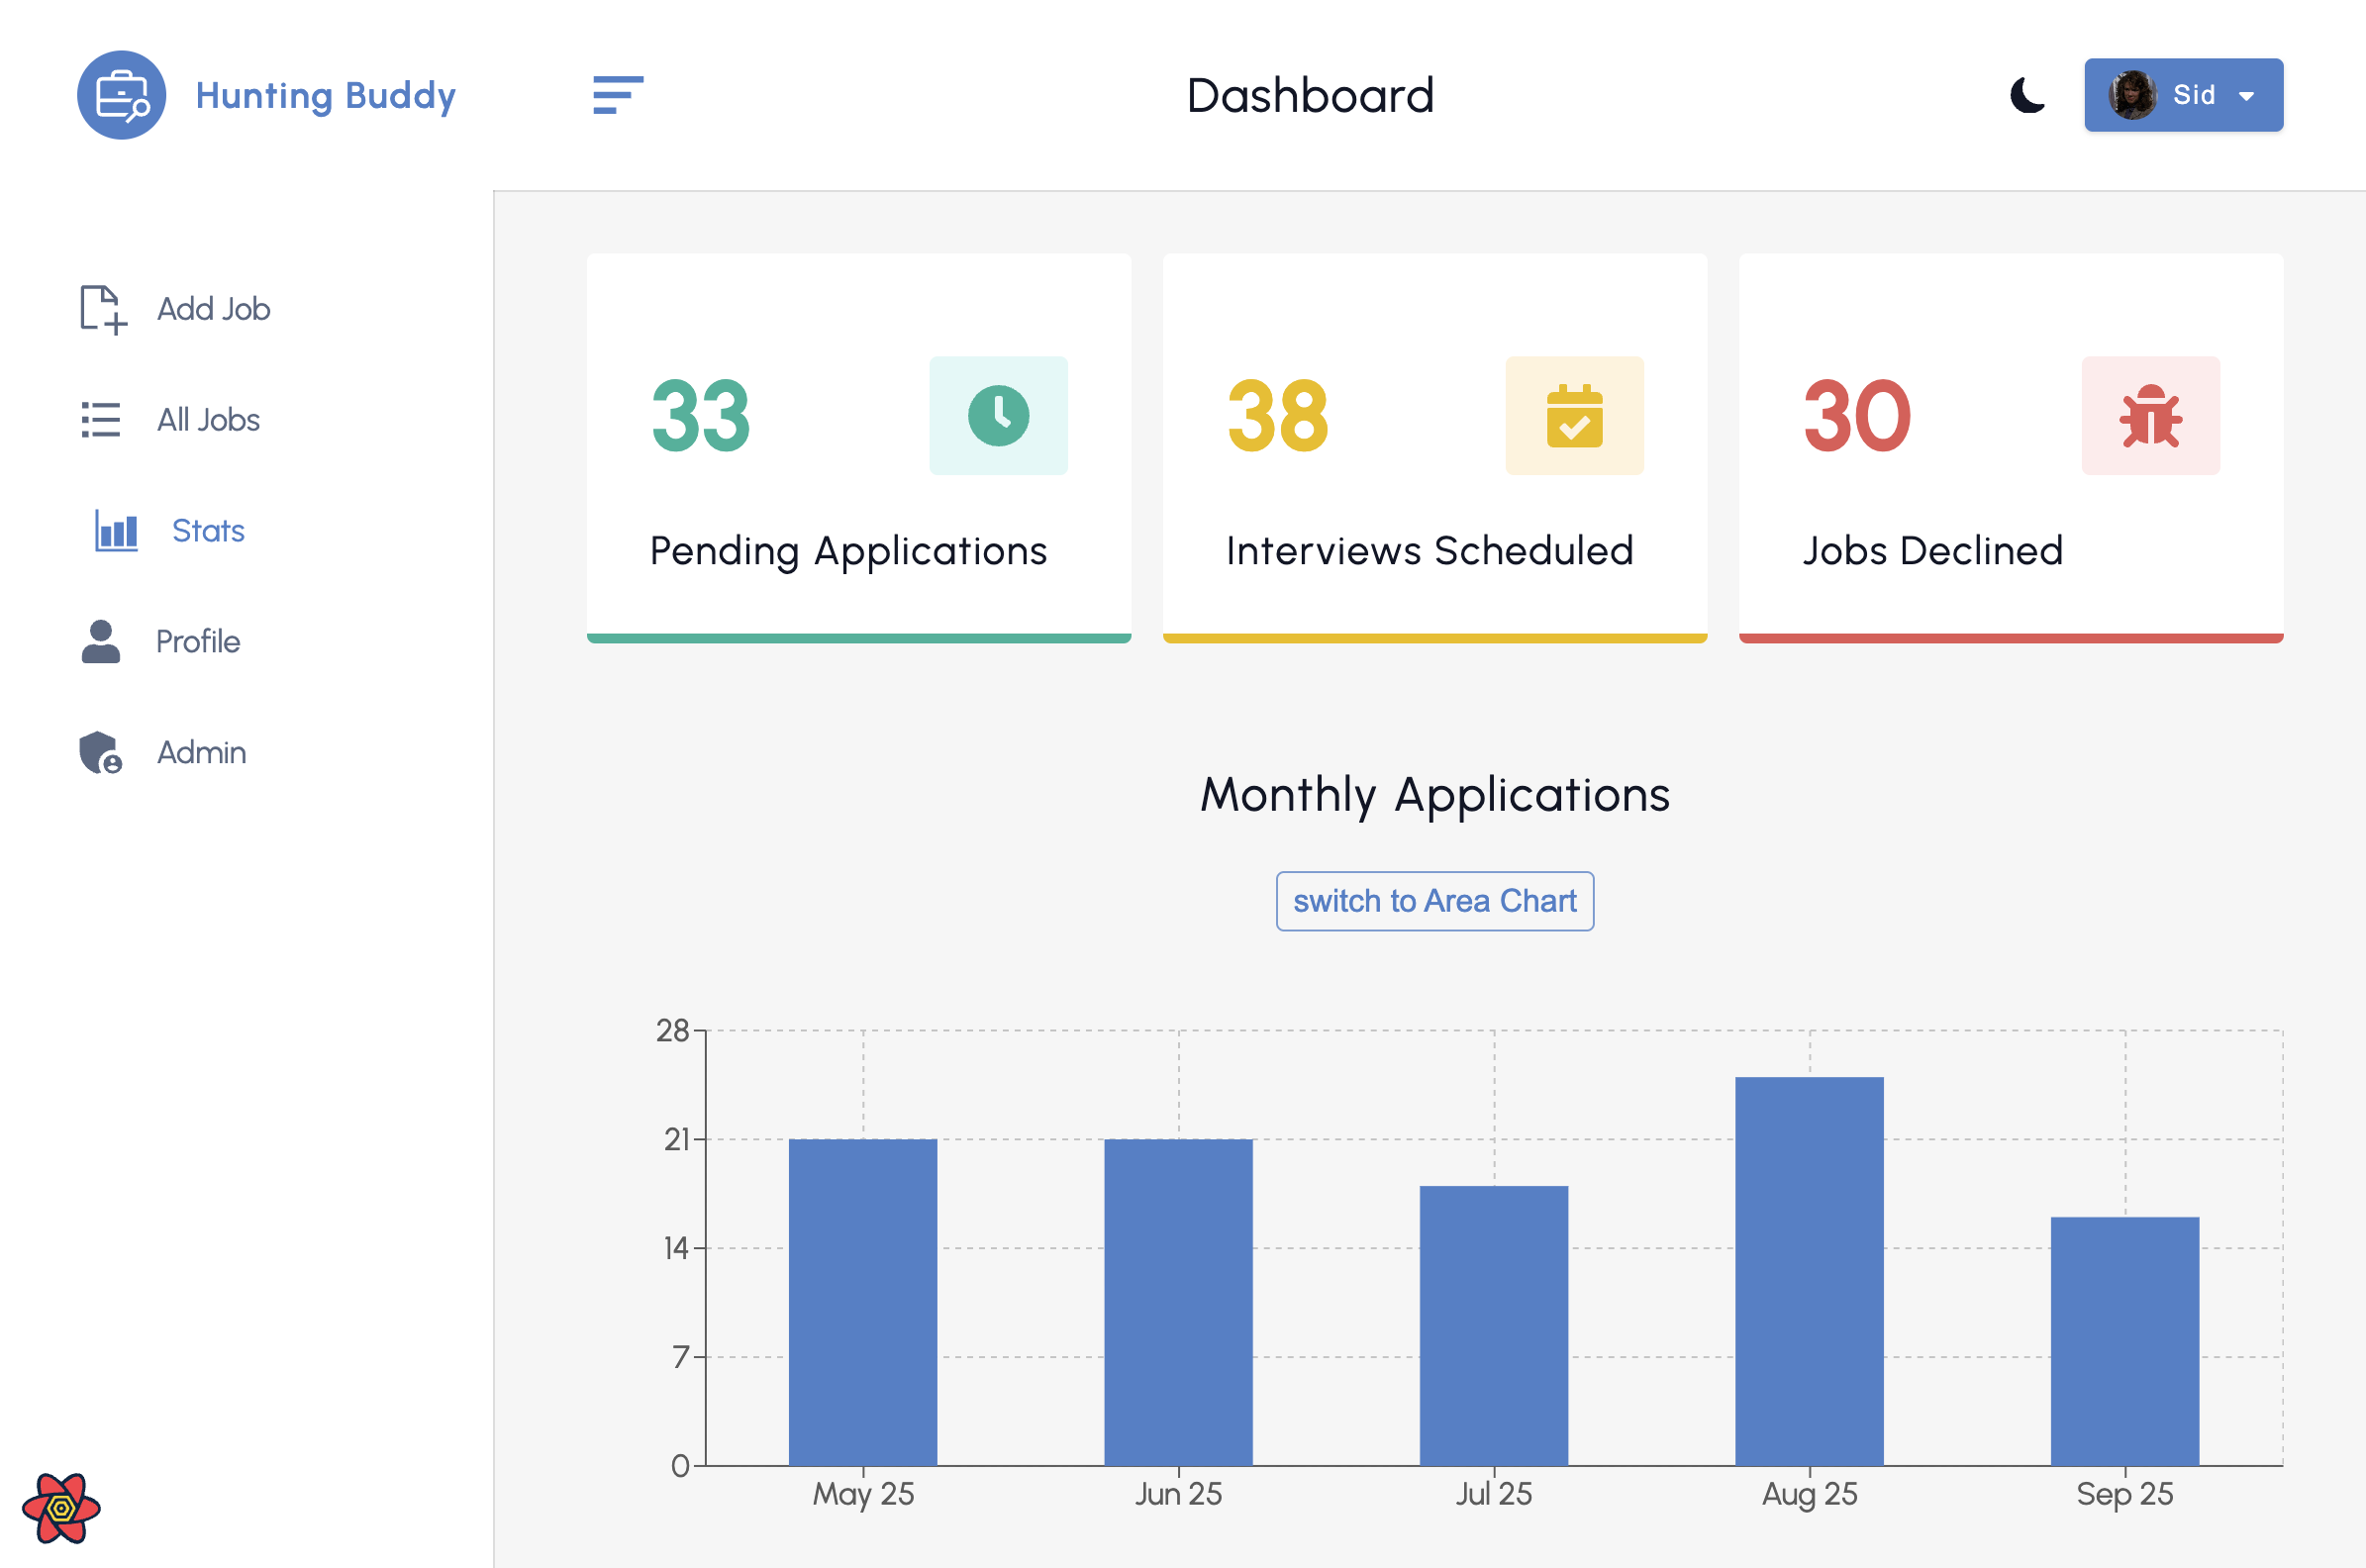 Hunting Buddy
Dashboard
Sid
Add Job
All Jobs
Stats
Profile
Admin
33
Pending Applications
38
Interviews Scheduled
30
Jobs Declined
Monthly Applications
switch to Area Chart
28
21
14
7
0
May 25 Jun 25 Jul 25 Aug 25 Sep 25